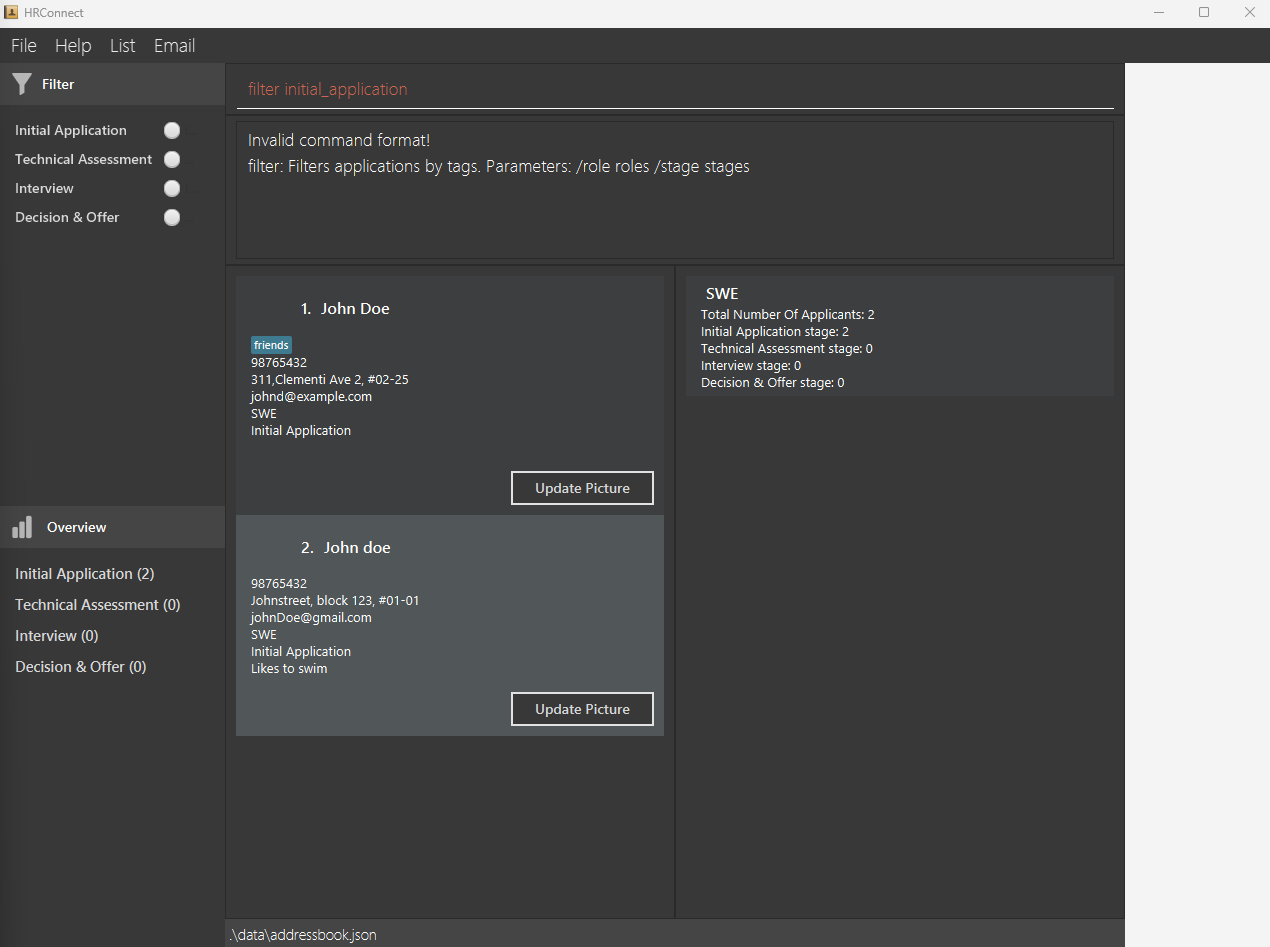 HRConnect
File Help List Email
Filter
Initial Application
Technical Assessment
Interview
Decision & Offer
Overview
Initial Application (2)
Technical Assessment (0)
Interview (0)
Decision & Offer (0)
filter initial_application
Invalid command format!
filter: Filters applications by tags. Parameters: /role roles /stage stages
1. John Doe
friends
98765432
311,Clementi Ave 2, #02-25
johnd@example.com
SWE
Initial Application
Update Picture
2. John doe
98765432
Johnstreet, block 123, #01-01
johnDoe@gmail.com
SWE
Initial Application
Likes to swim
Update Picture
SWE
Total Number Of Applicants: 2
Initial Application stage: 2
Technical Assessment stage: 0
Interview stage: 0
Decision & Offer stage: 0
.\data\addressbook.json